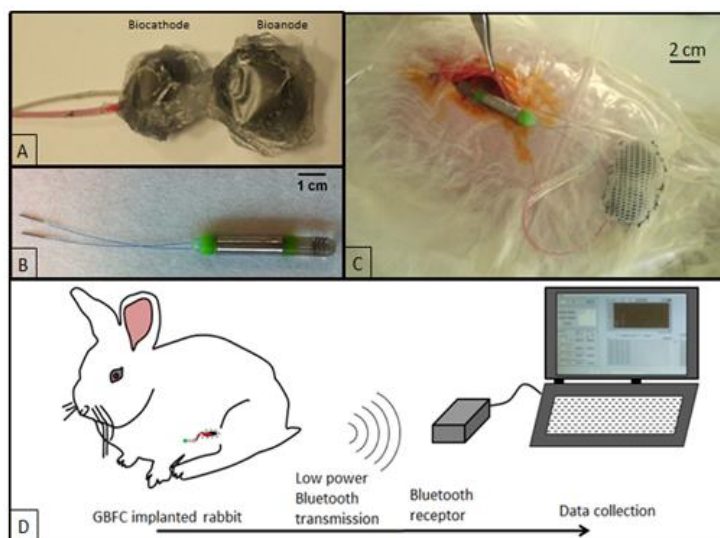 Biocathode
Bioanode
A
1 cm
B
2 cm
C
Low power
Bluetooth
transmission
Bluetooth
receptor
GBFC implanted rabbit
Data collection
D